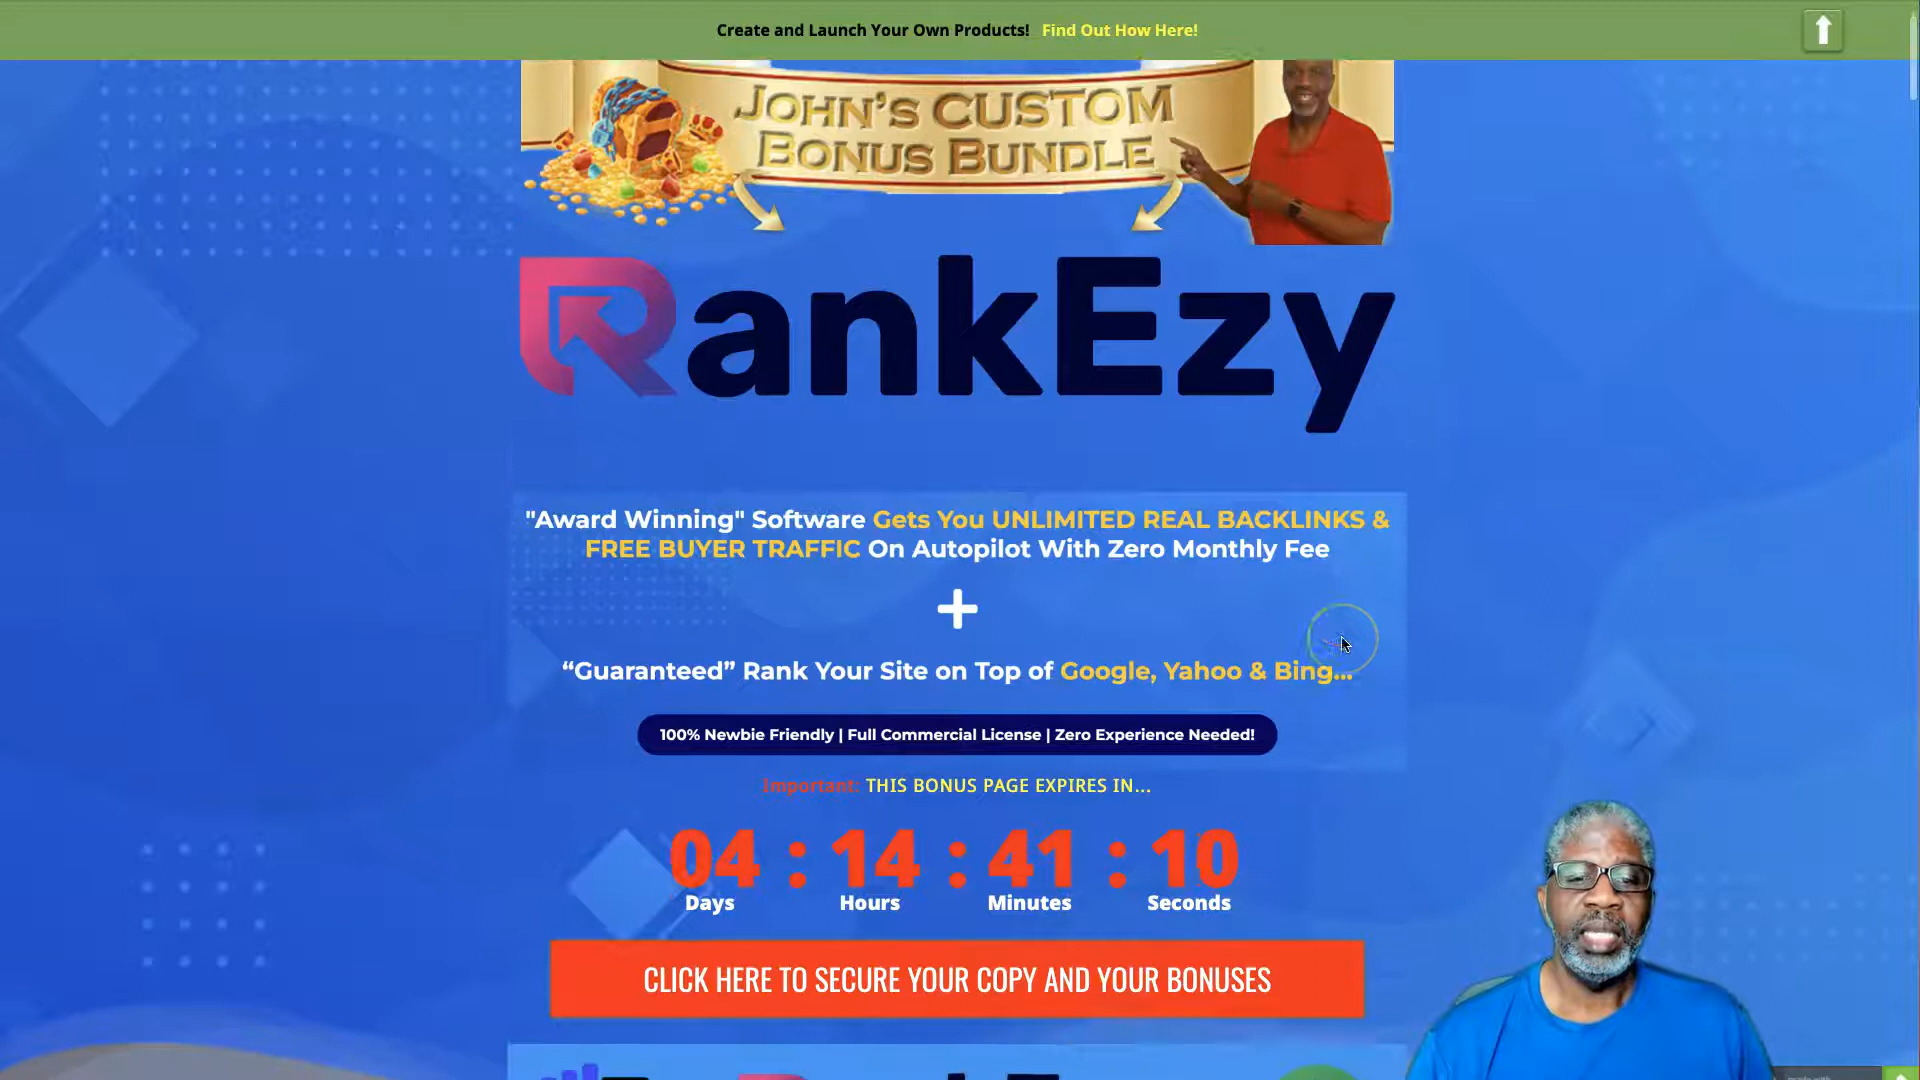 Create and Launch Your Own Products! Find Out How Here!
JOHN'S CUSTOM
BONUS BUNDLE
RankEzy
"Award Winning" Software Gets You UNLIMITED REAL BACKLINKS &
FREE BUYER TRAFFIC On Autopilot With Zero Monthly Fee
+
“Guaranteed” Rank Your Site on Top of Google, Yahoo & Bing...
100% Newbie Friendly | Full Commercial License | Zero Experience Needed!
Important: THIS BONUS PAGE EXPIRES IN...
04 : 14 : 41 : 10
Days Hours Minutes Seconds
CLICK HERE TO SECURE YOUR COPY AND YOUR BONUSES